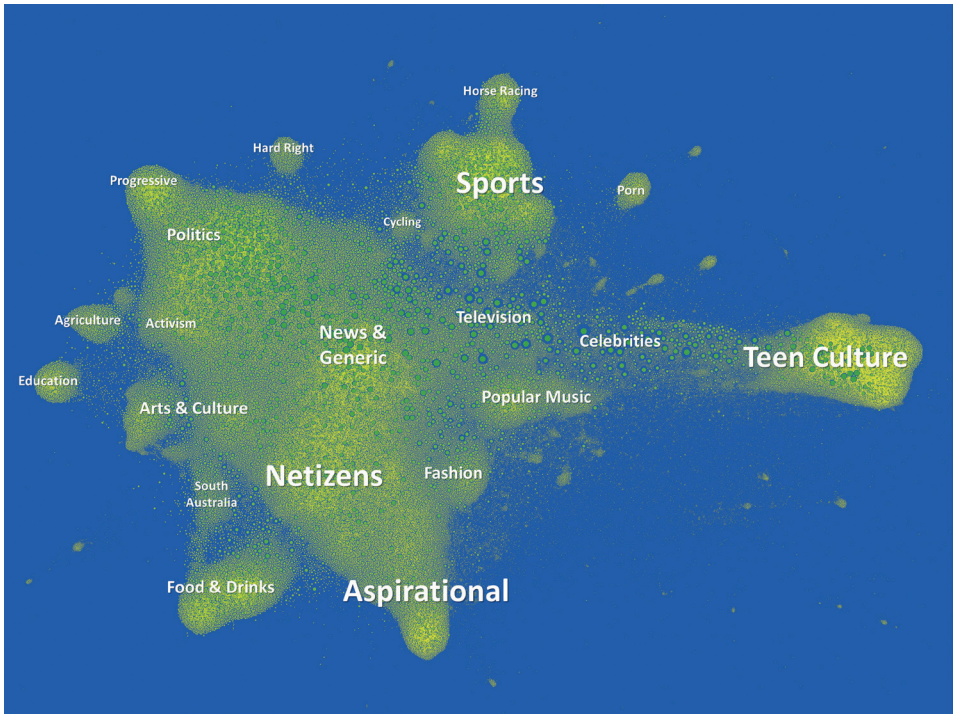 Horse Racing
Hard Right
Progressive
Sports
Porn
Cycling
Politics
Agriculture
Activism
Television
News &
Generic
Celebrities
Teen Culture
Education
Arts & Culture
Popular Music
Netizens
Fashion
South
Australia
Food & Drinks
Aspirational